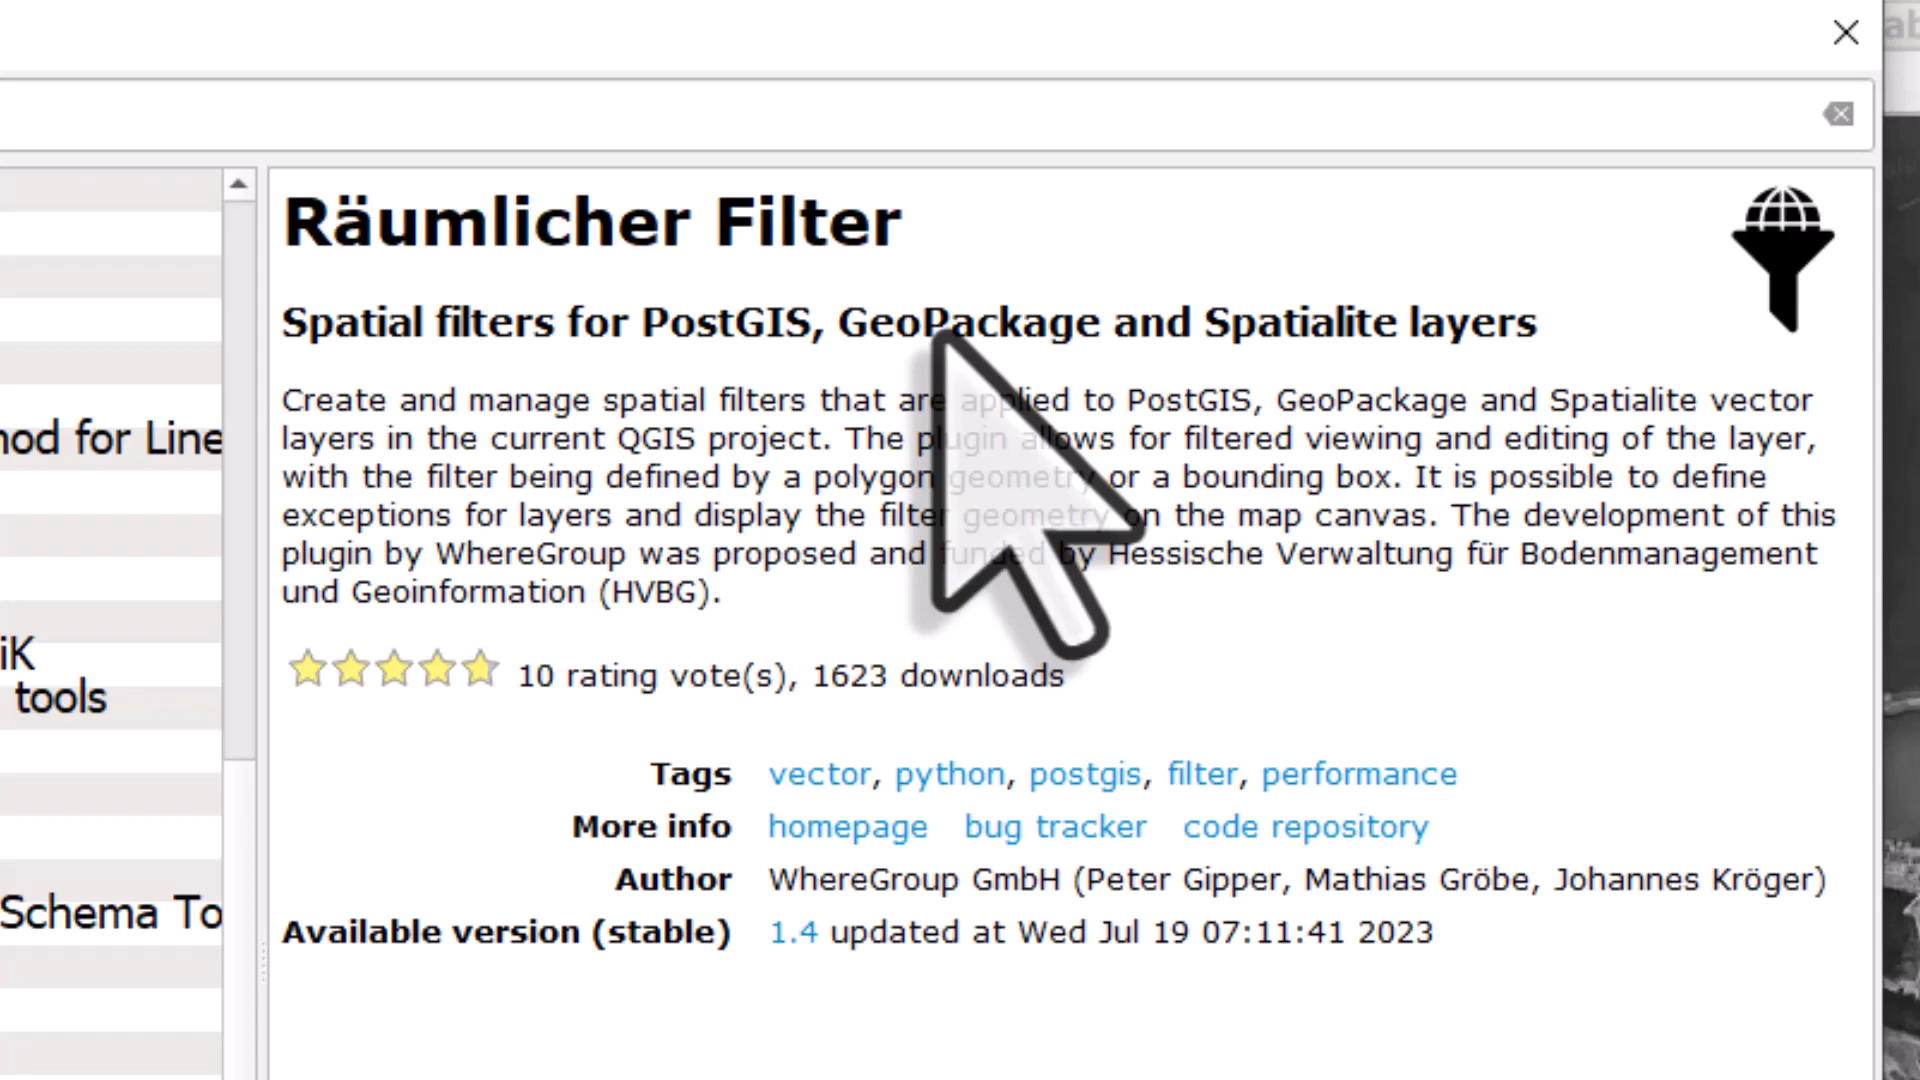 Räumlicher Filter
Spatial filters for PostGIS, GeoPackage and Spatialite layers
Create and manage spatial filters that are applied to PostGIS, GeoPackage and Spatialite vector
layers in the current QGIS project. The plugin allows for filtered viewing and editing of the layer,
with the filter being defined by a polygon geometry or a bounding box. It is possible to define
exceptions for layers and display the filter geometry on the map canvas. The development of this
plugin by WhereGroup was proposed and funded by Hessische Verwaltung für Bodenmanagement
und Geoinformation (HVBG).
10 rating vote(s), 1623 downloads
Tags vector, python, postgis, filter, performance
More info homepage bug tracker code repository
Author WhereGroup GmbH (Peter Gipper, Mathias Gröbe, Johannes Kröger)
Available version (stable) 1.4 updated at Wed Jul 19 07:11:41 2023
for Line
iK
tools
Schema To